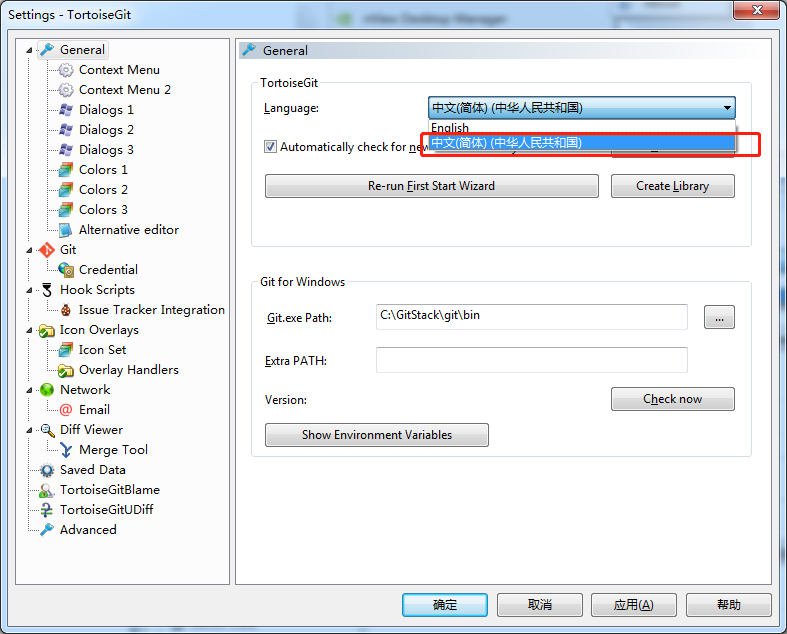 Settings - TortoiseGit
General
Context Menu
Context Menu 2
Dialogs 1
Dialogs 2
Dialogs 3
Colors 1
Colors 2
Colors 3
Alternative editor
Git
Credential
Hook Scripts
Issue Tracker Integration
Icon Overlays
Icon Set
Overlay Handlers
Network
Email
Diff Viewer
Merge Tool
Saved Data
TortoiseGitBlame
TortoiseGitUDiff
Advanced
General
TortoiseGit
Language:
中文(简体) (中华人民共和国)
English
中文(简体) (中华人民共和国)
Automatically check for new
Re-run First Start Wizard
Create Library
Git for Windows
Git.exe Path:
C:\GitStack\git\bin
...
Extra PATH:
Version:
Check now
Show Environment Variables
确定
取消
应用(A)
帮助